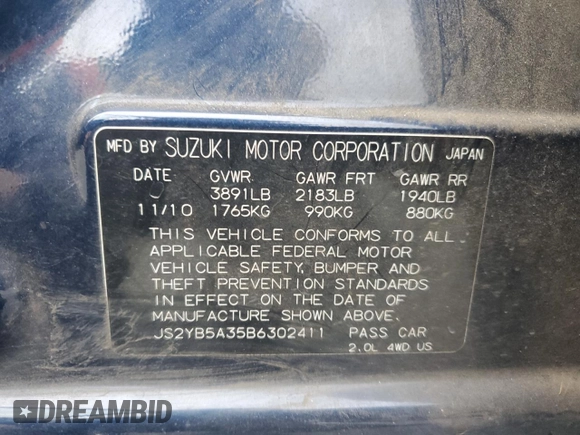 MFD BY SUZUKI MOTOR CORPORATION JAPAN
DATE GVWR GAWR FRT GAWR RR
3891LB 2183LB 1940LB
11/10 1765KG 990KG 880KG
THIS VEHICLE CONFORMS TO ALL
APPLICABLE FEDERAL MOTOR
VEHICLE SAFETY, BUMPER AND
THEFT PREVENTION STANDARDS
IN EFFECT ON THE DATE OF
MANUFACTURE SHOWN ABOVE.
JS2YB5A35B6302411 PASS CAR
2.0L 4WD US
DREAMBID